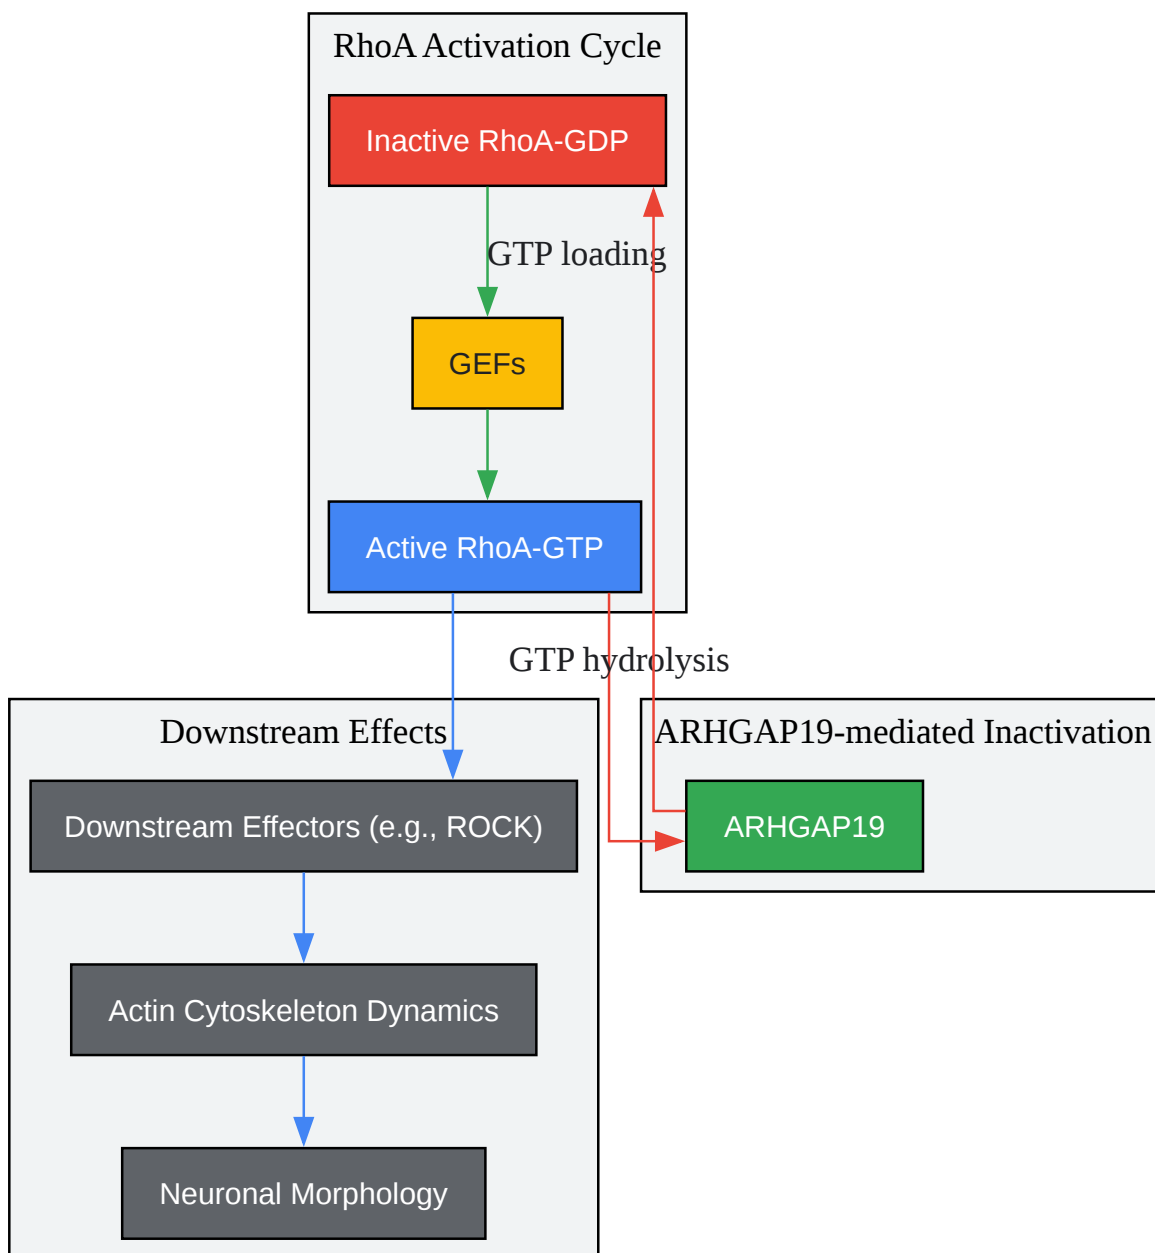 RhoA Activation Cycle
Inactive RhoA-GDP
GTP loading
GEFs
Active RhoA-GTP
GTP hydrolysis
Downstream Effects
ARHGAP19-mediated Inactivation
Downstream Effectors (e.g., ROCK)
ARHGAP19
Actin Cytoskeleton Dynamics
Neuronal Morphology